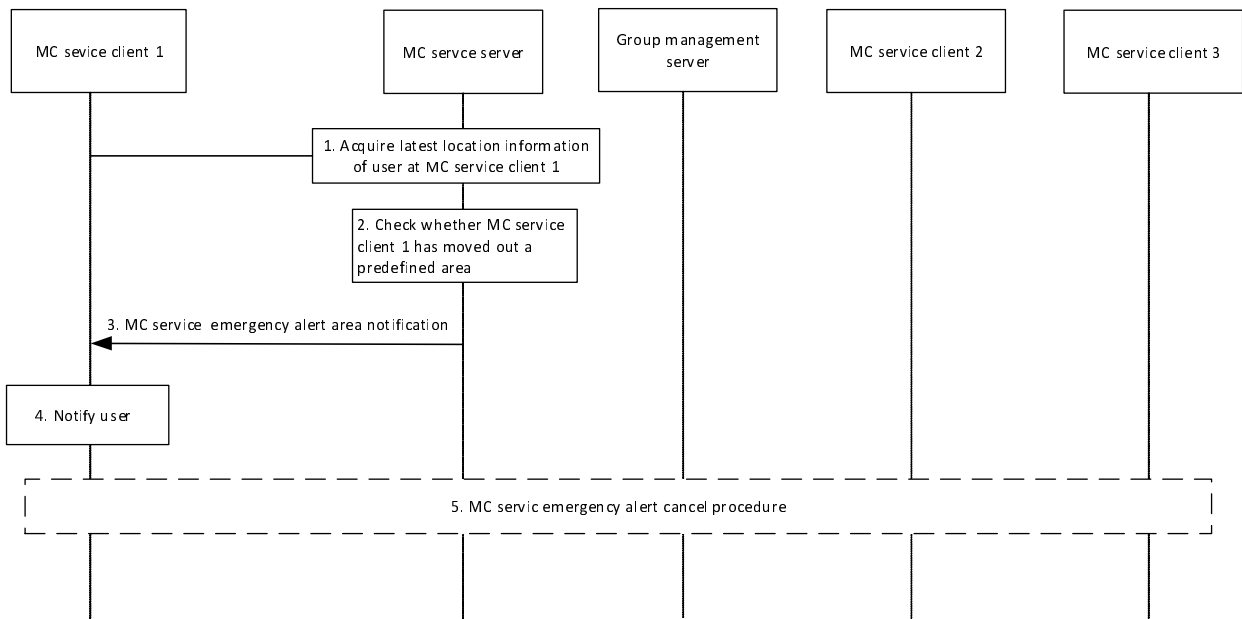 MC sevice client 1
MC servce server
Group management
server
MC service client 2
MC service client 3
1. Acquire latest location information
of user at MC service client 1
2. Check whether MC service
client 1 has moved out a
predefined area
3. MC service emergency alert area notification
4. Notify user
5. MC servic emergency alert cancel procedure